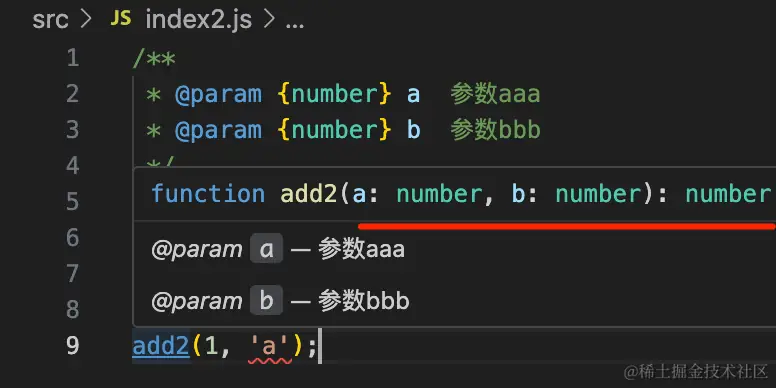 src > JS index2.js > ...
1 /**
2 * @param {number} a 参数aaa
3 * @param {number} b 参数bbb
4 */
5 function add2(a: number, b: number): number
6
7 @param a — 参数aaa
8 @param b — 参数bbb
9 add2(1, 'a');
@稀土掘金技术社区